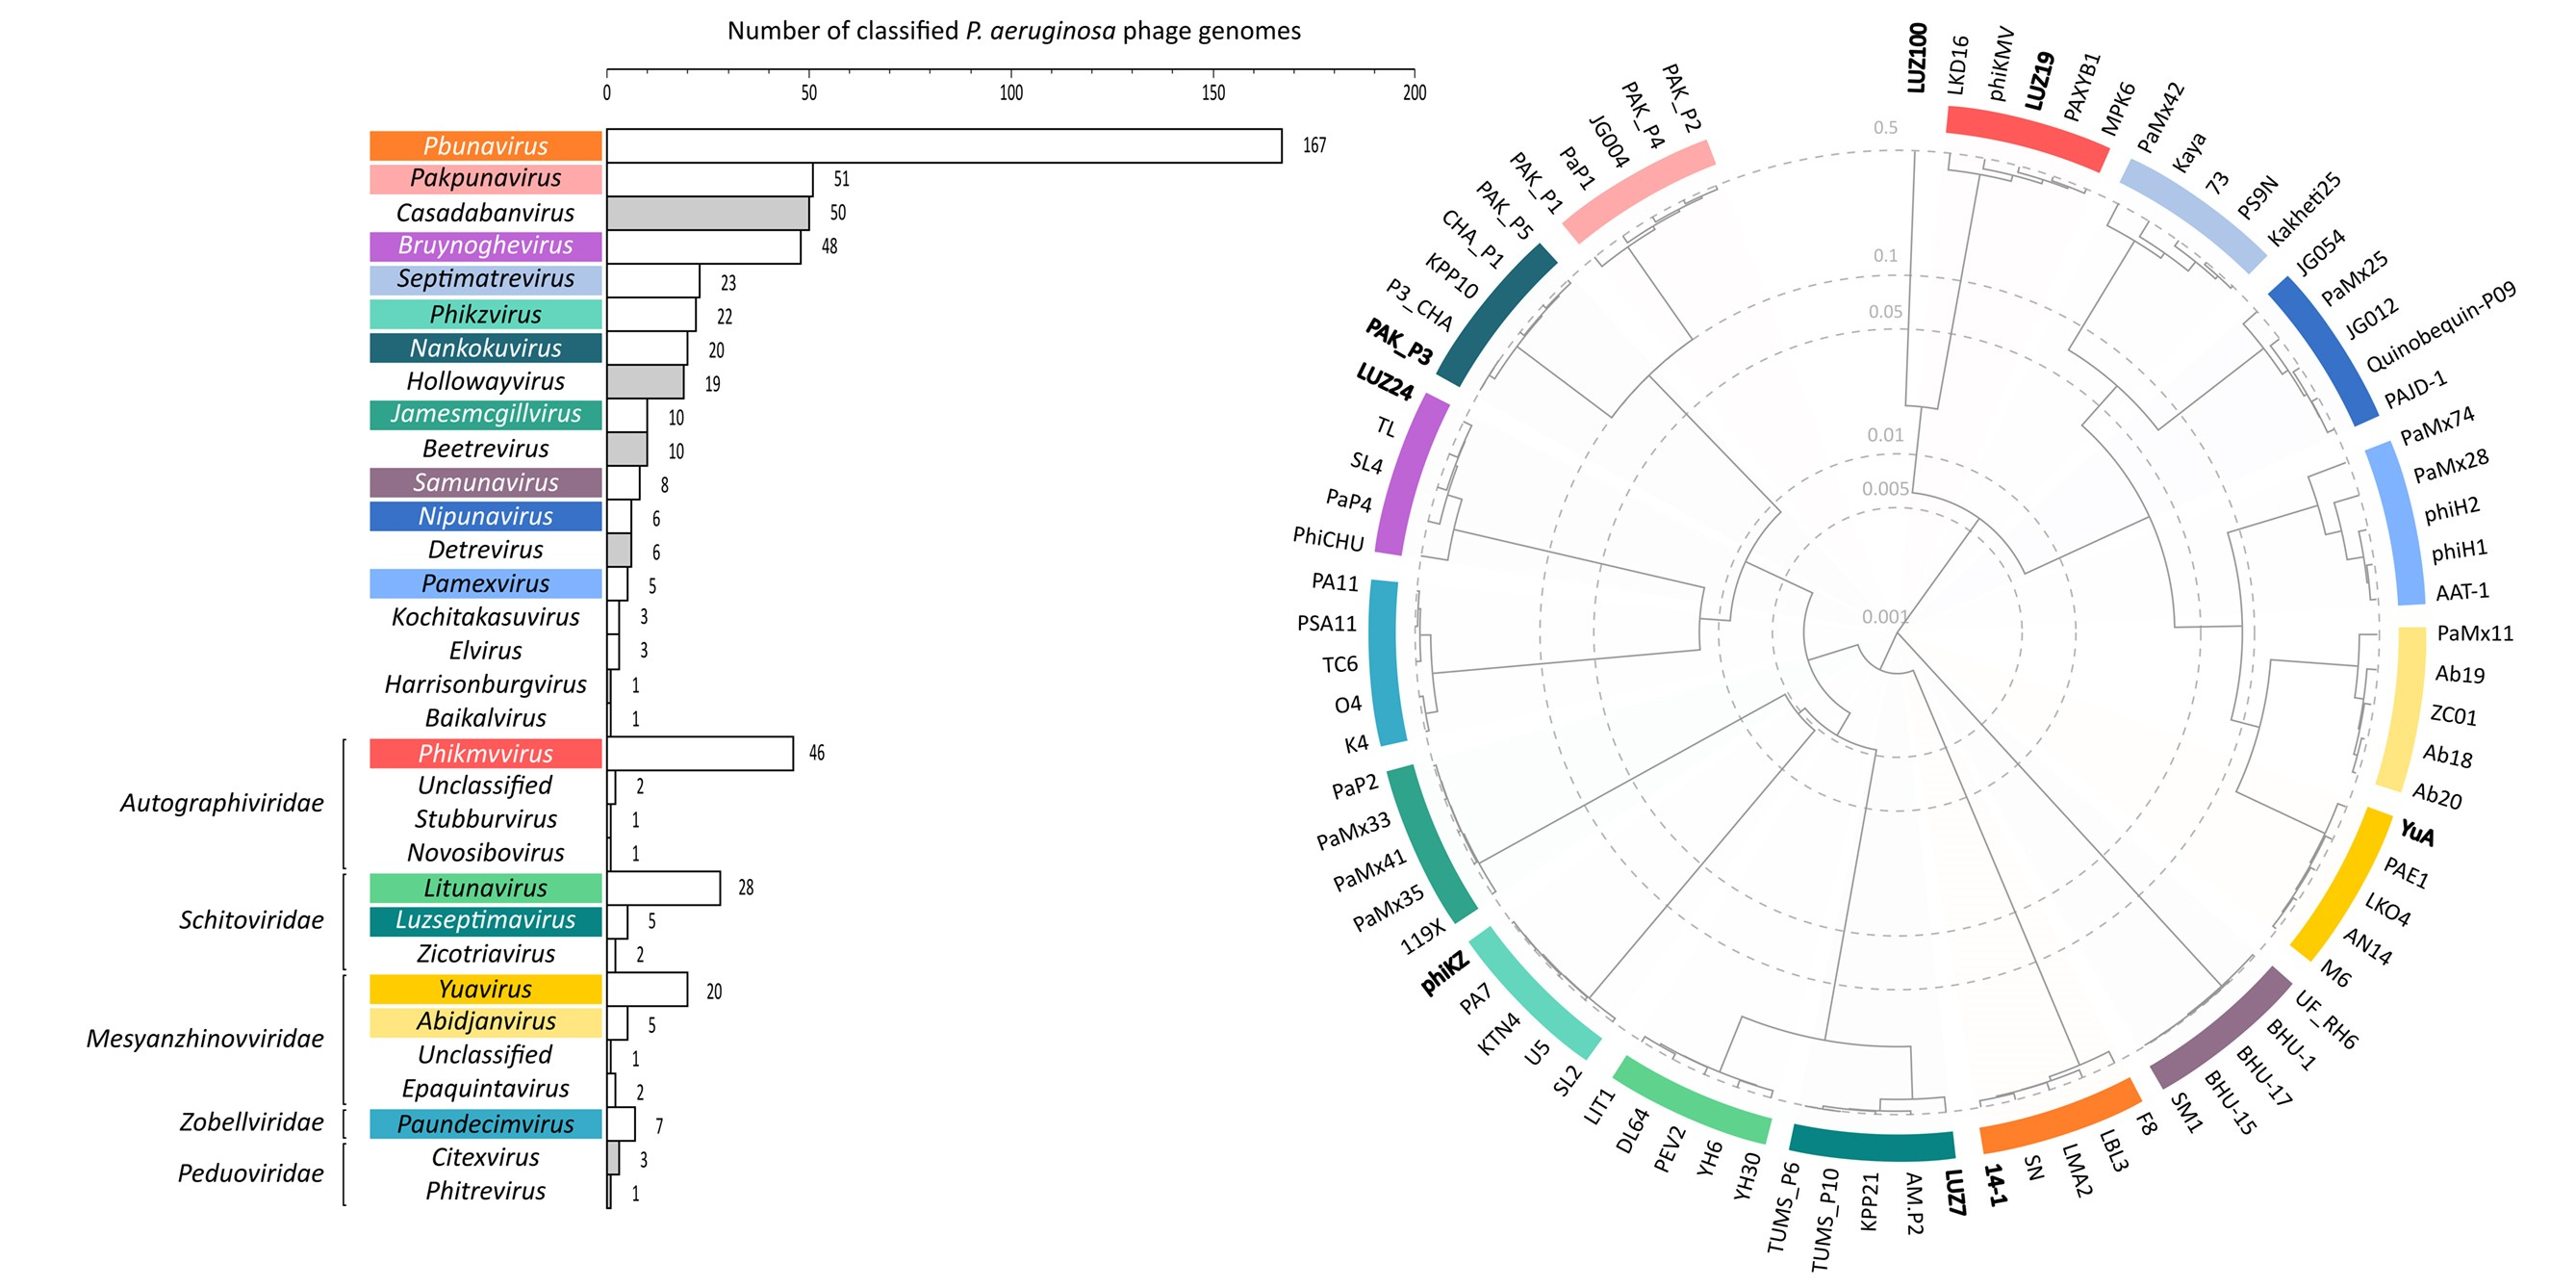 Number of classified P. aeruginosa phage genomes
0 50 100 150 200
Pbunavirus 167
Pakpunavirus 51
Casadabanvirus 50
Bruynoghevirus 48
Septimatrevirus 23
Phikzvirus 22
Nankokuvirus 20
Hollowayvirus 19
Jamesmcgillvirus 10
Beetrevirus 10
Samunavirus 8
Nipunavirus 6
Detrevirus 6
Pamexvirus 5
Kochitakasuvirus 3
Elvirus 3
Harrisonburgvirus 1
Baikalvirus 1
Autographiviridae
Phikmvvirus 46
Unclassified 2
Stubburvirus 1
Novosibovirus 1
Schitoviridae
Litunavirus 28
Luzseptimavirus 5
Zicotriavirus 2
Mesyanzhinovviridae
Yuavirus 20
Abidjanvirus 5
Unclassified 1
Epaquintavirus 2
Zobellviridae
Paundecimvirus 7
Peduoviridae
Citexvirus 3
Phitrevirus 1
LUZ100
LKD16
phiKMV
LUZ19
PAXYB1
MPK6
PaMx42
Kaya
73
PS9N
Kakheti25
JG054
PaMx25
JG012
Quinobequin-P09
PAJD-1
PaMx74
PaMx28
phiH2
phiH1
AAT-1
PaMx11
Ab19
ZC01
Ab18
Ab20
YuA
PAE1
LKO4
AN14
M6
UF_RH6
BHU-1
BHU-17
BHU-15
SM1
F8
LBL3
LMA2
SN
14-1
LUZ7
AM.P2
KPP21
TUMS_P10
TUMS_P6
YH30
YH6
PEV2
DL64
LIT1
SL2
U5
KTN4
PA7
phiKZ
119X
PaMx35
PaMx41
PaMx33
PaP2
K4
O4
TC6
PSA11
PA11
PhiCHU
PaP4
SL4
TL
LUZ24
PAK_P3
P3_CHA
KPP10
CHA_P1
PAK_P5
PAK_P1
PaP1
JG004
PAK_P4
PAK_P2
0.5
0.1
0.05
0.01
0.005
0.001